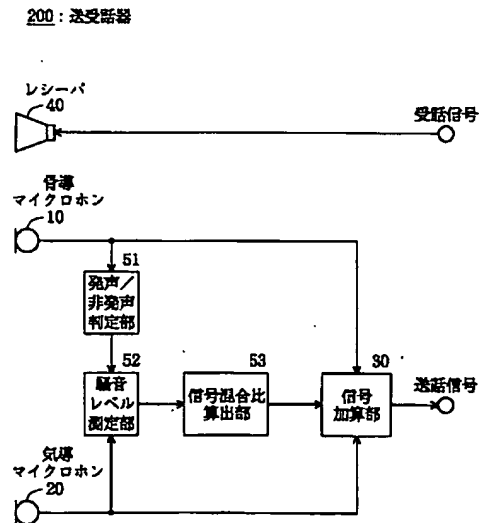 200：送受話器
レシーバ
40
受話信号
骨導
マイクロホン
10
51
発声／
非発声
判定部
52
騒音
レベル
測定部
53
信号混合比
算出部
30
信号
加算部
送話信号
気導
マイクロホン
20